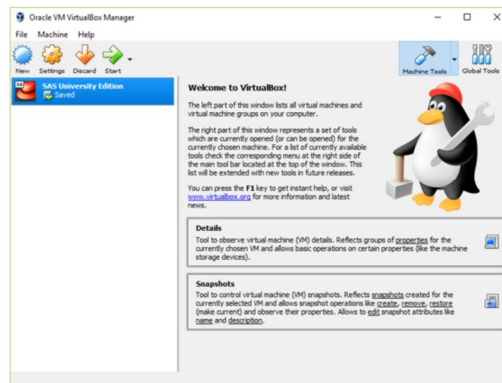 Oracle VM VirtualBox Manager
File Machine Help
New Settings Discard Start
Machine Tools Global Tools
SAS University Edition
Saved
Welcome to VirtualBox!
The left part of this window lists all virtual machines and
virtual machine groups on your computer.
The right part of this window represents a set of tools
which are currently opened (or can be opened) for the
currently chosen machine. For a list of currently available
tools check the corresponding menu at the right side of
the main tool bar located at the top of the window. This
list will be extended with new tools in future releases.
You can press the F1 key to get instant help, or visit
www.virtualbox.org for more information and latest
news.
Details
Tool to observe virtual machine (VM) details. Reflects groups of properties for the
currently chosen VM and allows basic operations on certain properties (like the machine
storage devices).
Snapshots
Tool to control virtual machine (VM) snapshots. Reflects snapshots created for the
currently selected VM and allows snapshot operations like create, remove, restore
(make current) and observe their properties. Allows to edit snapshot attributes like
name and description.